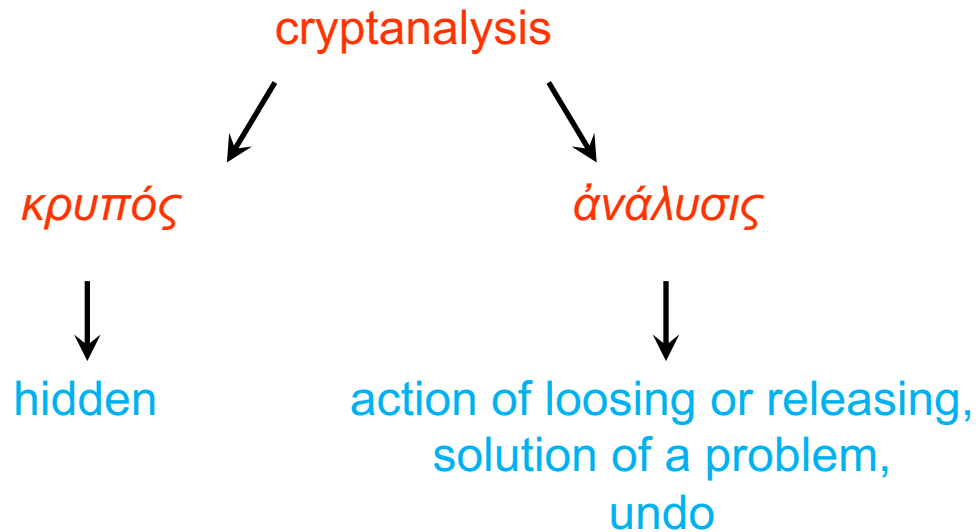 cryptanalysis
κρυπός
ἀνάλυσις
hidden
action of loosing or releasing,
solution of a problem,
undo